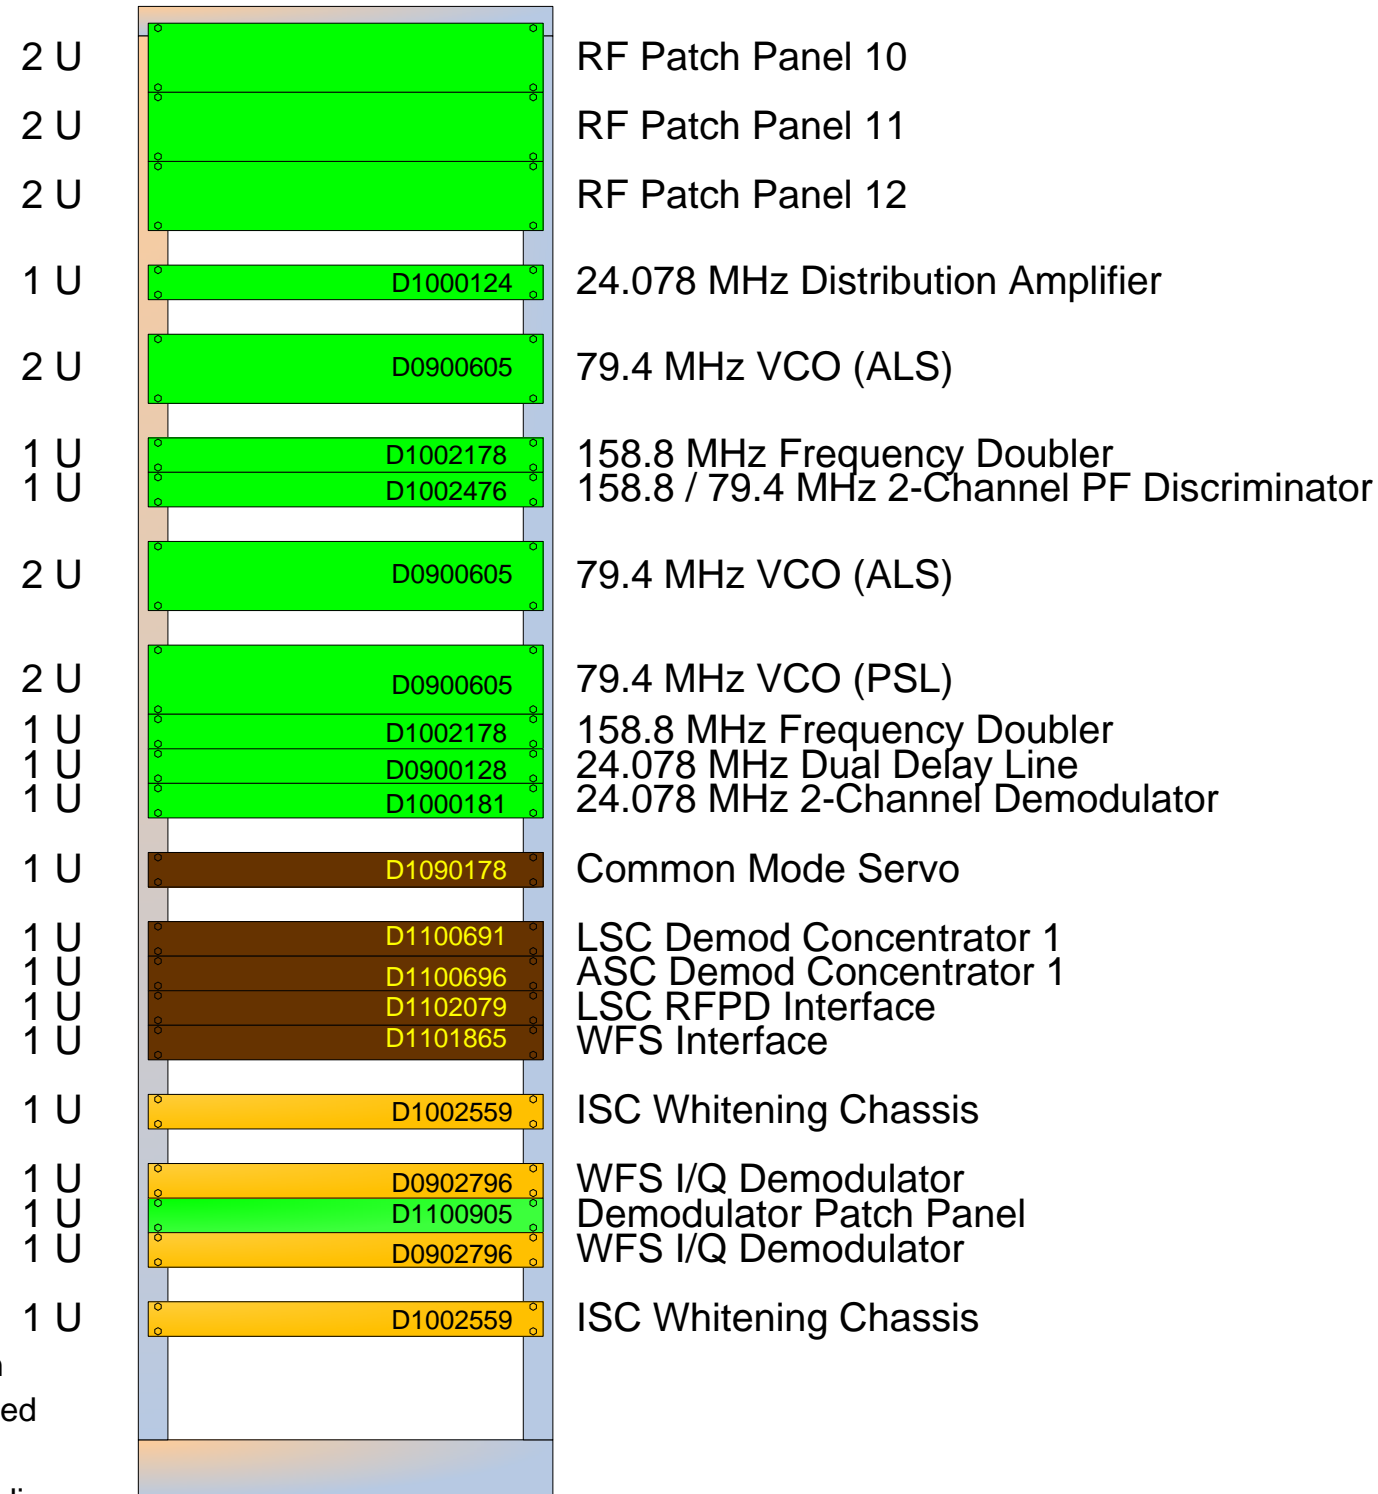 2 U RF Patch Panel 10
2 U RF Patch Panel 11
2 U RF Patch Panel 12
1 U D1000124 24.078 MHz Distribution Amplifier
2 U D0900605 79.4 MHz VCO (ALS)
1 U D1002178 158.8 MHz Frequency Doubler
1 U D1002476 158.8 / 79.4 MHz 2-Channel PF Discriminator
2 U D0900605 79.4 MHz VCO (ALS)
2 U D0900605 79.4 MHz VCO (PSL)
1 U D1002178 158.8 MHz Frequency Doubler
1 U D0900128 24.078 MHz Dual Delay Line
1 U D1000181 24.078 MHz 2-Channel Demodulator
1 U D1090178 Common Mode Servo
1 U D1100691 LSC Demod Concentrator 1
1 U D1100696 ASC Demod Concentrator 1
1 U D1102079 LSC RFPD Interface
1 U D1101865 WFS Interface
1 U D1002559 ISC Whitening Chassis
1 U D0902796 WFS I/Q Demodulator
1 U D1100905 Demodulator Patch Panel
1 U D0902796 WFS I/Q Demodulator
1 U D1002559 ISC Whitening Chassis
ed